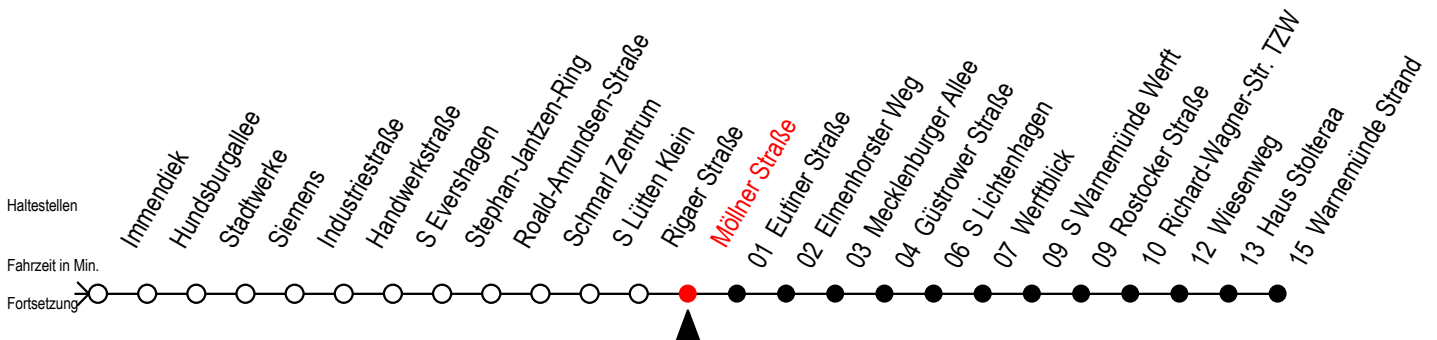 Haltestellen
Fahrzeit in Min.
Fortsetzung
Immendiek
Hundsburgallee
Stadtwerke
Siemens
Industriestraße
Handwerkstraße
S Evershagen
Stephan-Jantzen-Ring
Roald-Amundsen-Straße
Schmarl Zentrum
S Lütten Klein
Rigaer Straße
Möllner Straße
01 Eutiner Straße
02 Elmenhorster Weg
03 Mecklenburger Allee
04 Güstrower Straße
06 S Lichtenhagen
07 Werftblick
09 S Warnemünde Werft
09 Rostocker Straße
10 Richard-Wagner-Str. TZW
12 Wiesenweg
13 Haus Stolteraa
15 Warnemünde Strand